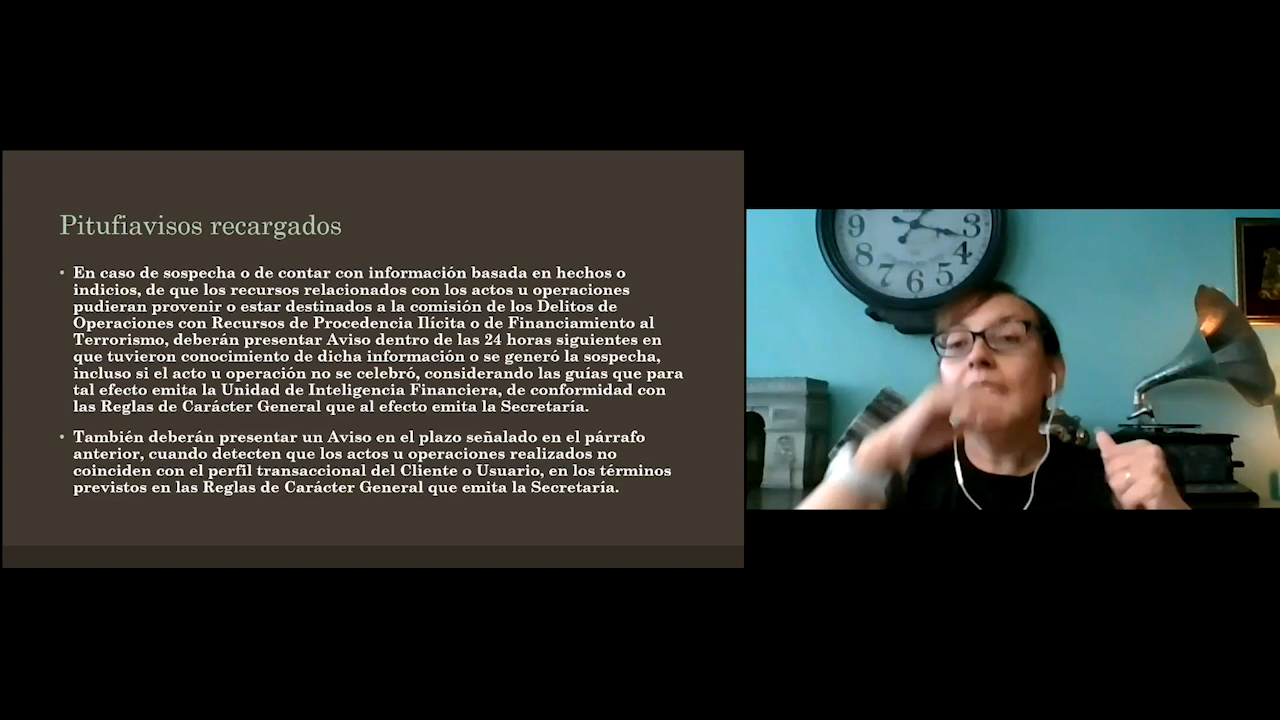 Pitufiavisos recargados
• En caso de sospecha o de contar con información basada en hechos o
indicios, de que los recursos relacionados con los actos u operaciones
pudieran provenir o estar destinados a la comisión de los Delitos de
Operaciones con Recursos de Procedencia Ilícita o de Financiamiento al
Terrorismo, deberán presentar Aviso dentro de las 24 horas siguientes en
que tuvieron conocimiento de dicha información o se generó la sospecha,
incluso si el acto u operación no se celebró, considerando las guías que para
tal efecto emita la Unidad de Inteligencia Financiera, de conformidad con
las Reglas de Carácter General que al efecto emita la Secretaría.
• También deberán presentar un Aviso en el plazo señalado en el párrafo
anterior, cuando detecten que los actos u operaciones realizados no
coinciden con el perfil transaccional del Cliente o Usuario, en los términos
previstos en las Reglas de Carácter General que emita la Secretaría.
9 3
8 4
7 6 5